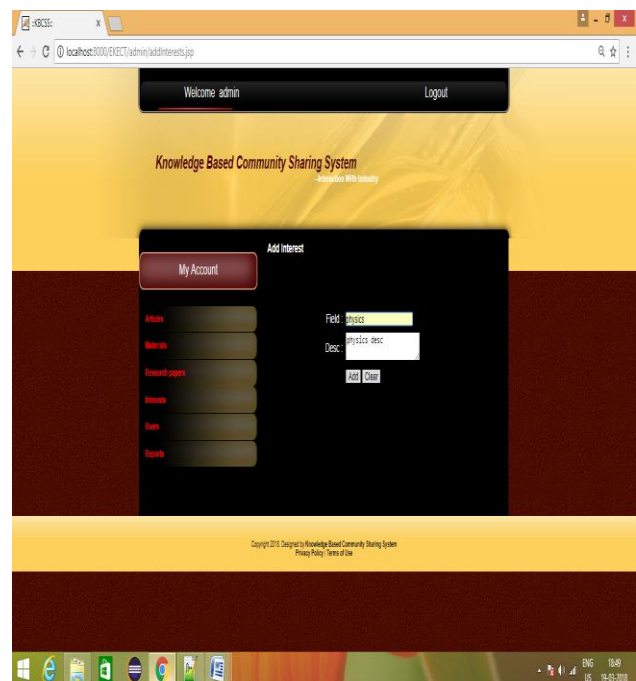 ::KBCSS::
localhost:8000/EKECT/admin/addInterests.jsp
Welcome admin Logout
Knowledge Based Community Sharing System
--Interaction With Industry
Add Interest
My Account
Field : physics
Desc : physics desc
Add Clear
Articles
Materials
Research papers
Interests
Users
Reports
Designed by Knowledge Based Community Sharing System
Privacy Policy | Terms of Use
ENG 18:49
US 19-03-2018